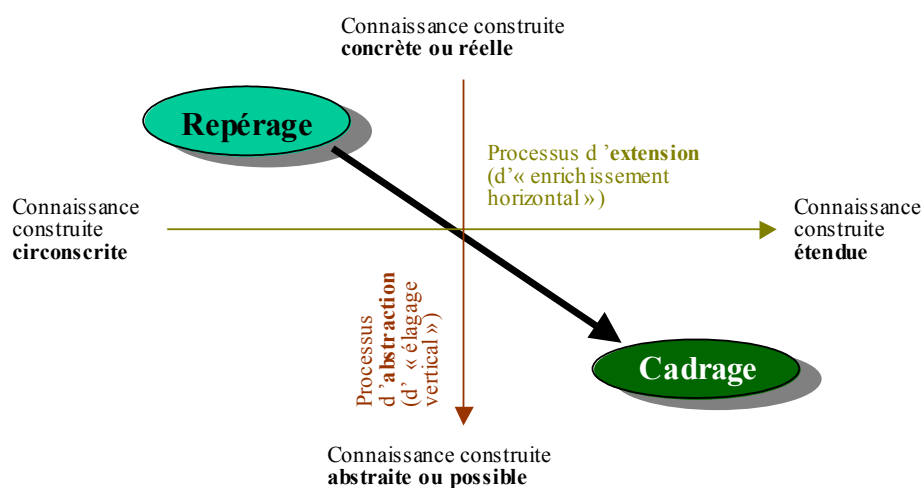 Connaissance construite
concrète ou réelle
Repérage
Processus d ’extension
(d’« enrichissement
horizontal »)
Connaissance
construite
circonscrite
Connaissance
construite
étendue
Processus
d ’abstraction
(d’ « élagage
vertical »)
Cadrage
Connaissance construite
abstraite ou possible